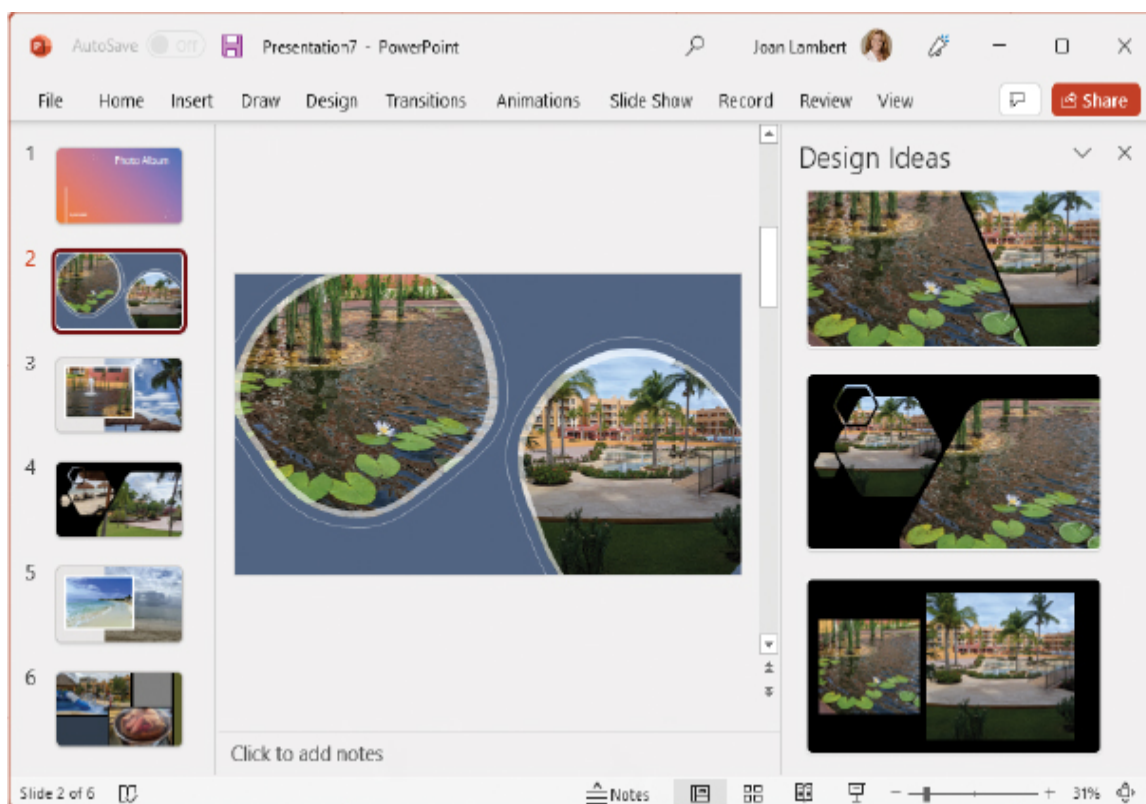 AutoSave Off Presentation7 - PowerPoint Joan Lambert
File Home Insert Draw Design Transitions Animations Slide Show Record Review View Share
1
Photo Album
2
3
4
5
6
Click to add notes
Design Ideas
Slide 2 of 6 Notes 31%